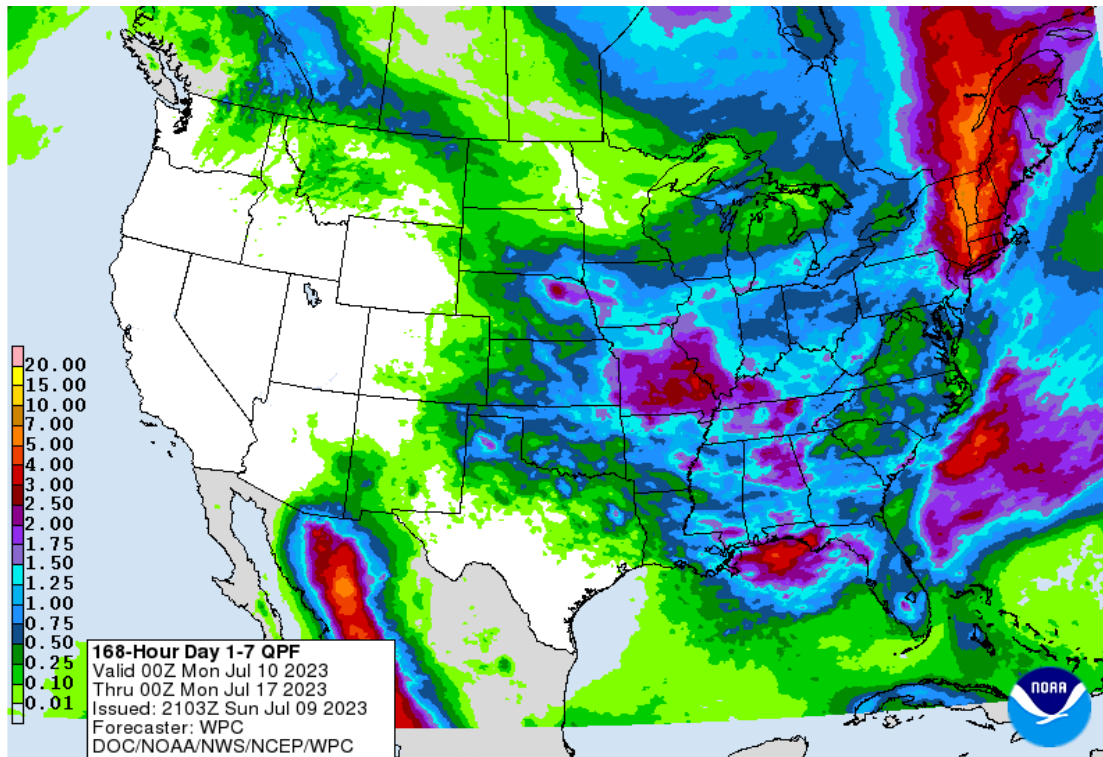 20.00
15.00
10.00
7.00
5.00
4.00
3.00
2.50
2.00
1.75
1.50
1.25
1.00
0.75
0.50
0.25
0.10
0.01
168-Hour Day 1-7 QPF
Valid 00Z Mon Jul 10 2023
Thru 00Z Mon Jul 17 2023
Issued: 2103Z Sun Jul 09 2023
Forecaster: WPC
DOC/NOAA/NWS/NCEP/WPC
NOAA